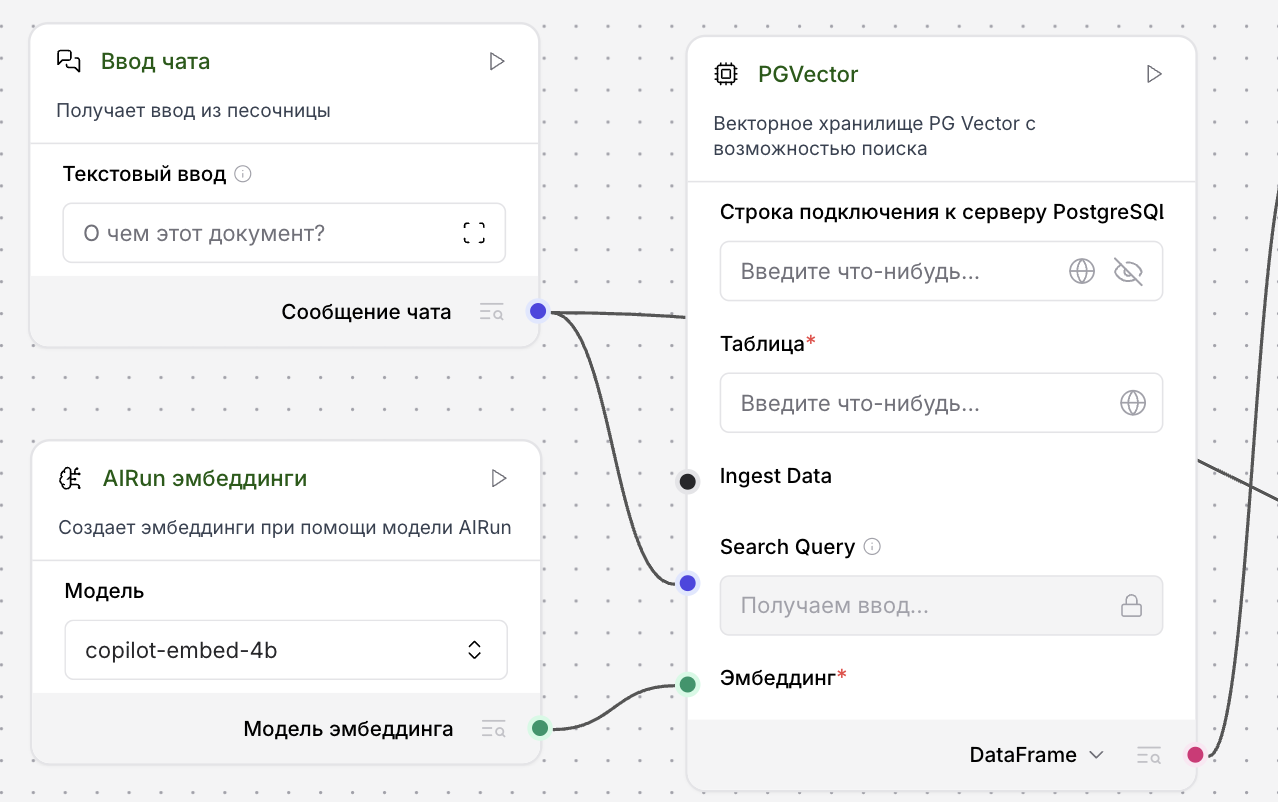 Ввод чата
Получает ввод из песочницы
Текстовый ввод
О чем этот документ?
Сообщение чата
AIRun эмбеддинги
Создает эмбеддинги при помощи модели AIRun
Модель
copilot-embed-4b
Модель эмбеддинга
PGVector
Векторное хранилище PG Vector с
возможностью поиска
Строка подключения к серверу PostgreSQL
Введите что-нибудь...
Таблица*
Введите что-нибудь...
Ingest Data
Search Query
Получаем ввод...
Эмбеддинг*
DataFrame